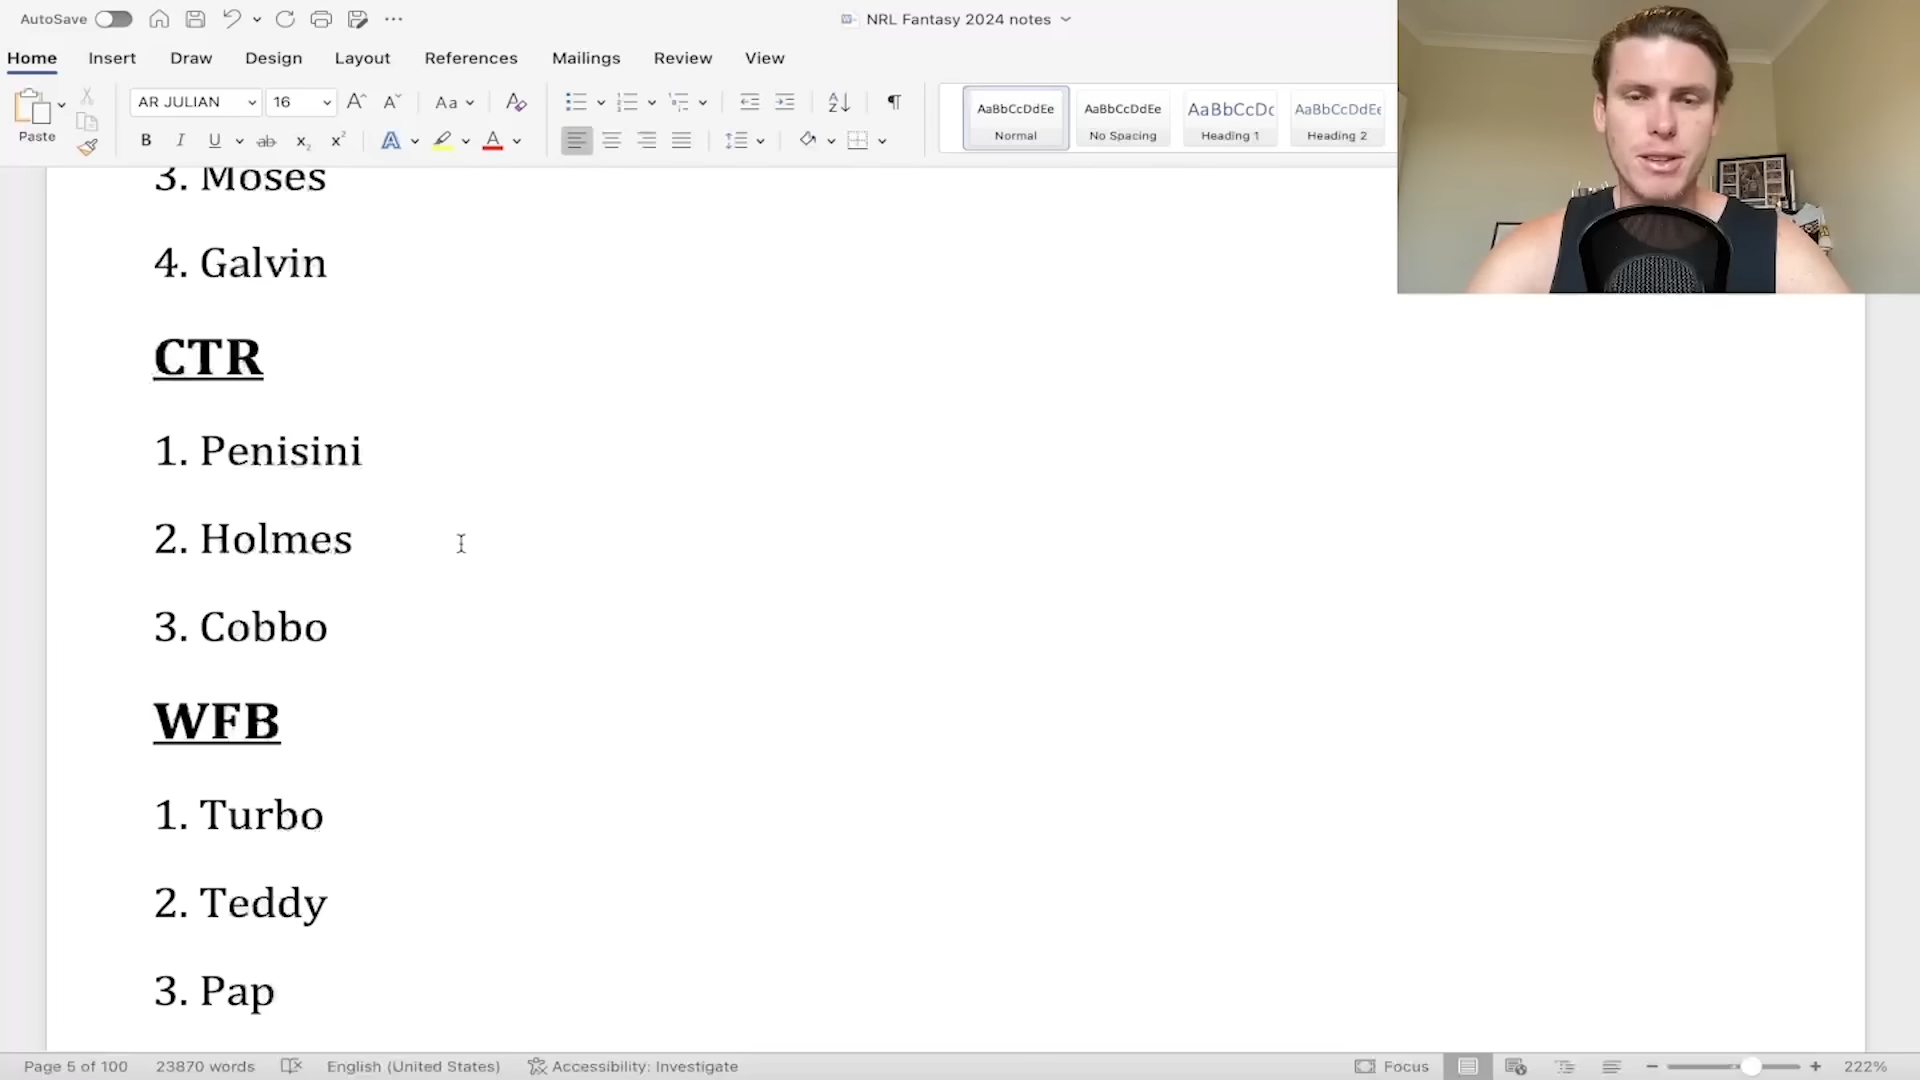 AutoSave
NRL Fantasy 2024 notes
Home Insert Draw Design Layout References Mailings Review View
Paste
AR JULIAN 16
AaBbCcDdEe AaBbCcDdEe AaBbCcDc AaBbCcDdEe
Normal No Spacing Heading 1 Heading 2
3. Moses
4. Galvin
CTR
1. Penisini
2. Holmes
3. Cobbo
WFB
1. Turbo
2. Teddy
3. Pap
Page 5 of 100 23870 words English (United States) Accessibility: Investigate Focus 222%